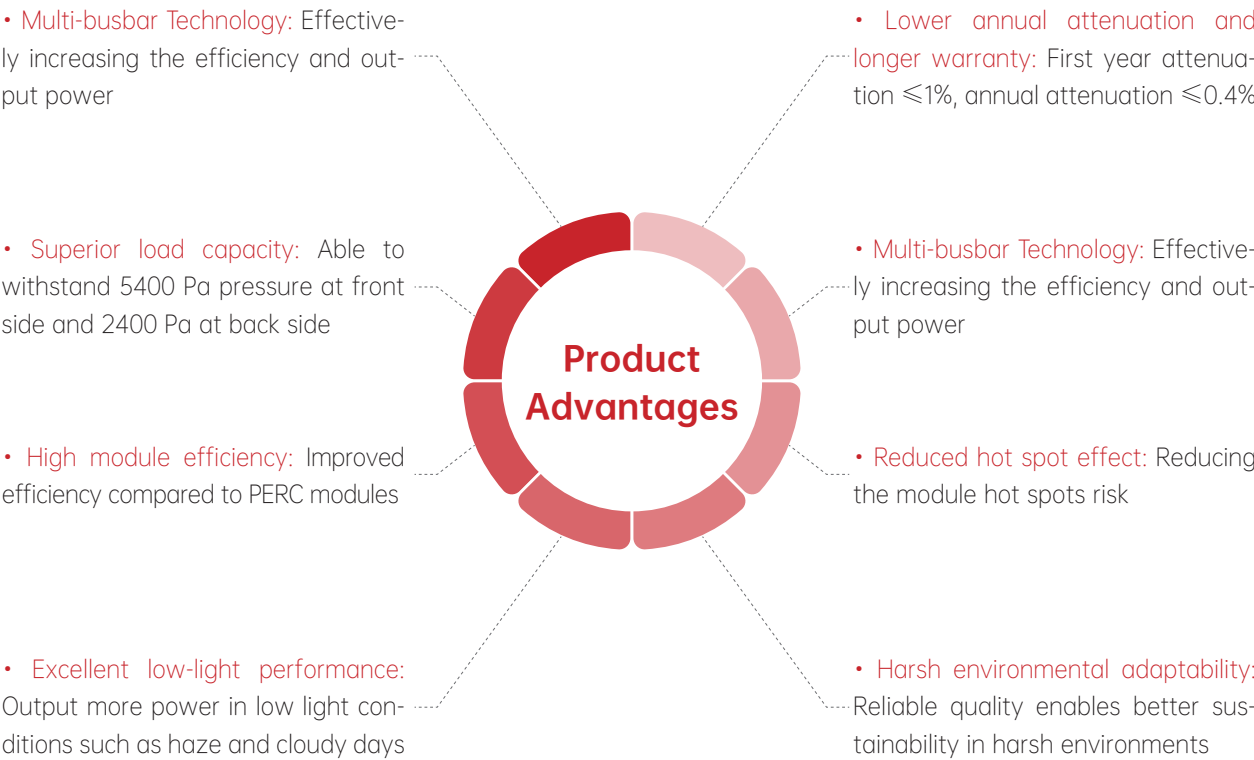 • Multi-busbar Technology: Effective-
ly increasing the efficiency and out-
put power
• Superior load capacity: Able to
withstand 5400 Pa pressure at front
side and 2400 Pa at back side
• High module efficiency: Improved
efficiency compared to PERC modules
• Excellent low-light performance:
Output more power in low light con-
ditions such as haze and cloudy days
Product
Advantages
• Lower annual attenuation and
longer warranty: First year attenua-
tion ⩽1%, annual attenuation ⩽0.4%
• Multi-busbar Technology: Effective-
ly increasing the efficiency and out-
put power
• Reduced hot spot effect: Reducing
the module hot spots risk
• Harsh environmental adaptability:
Reliable quality enables better sus-
tainability in harsh environments